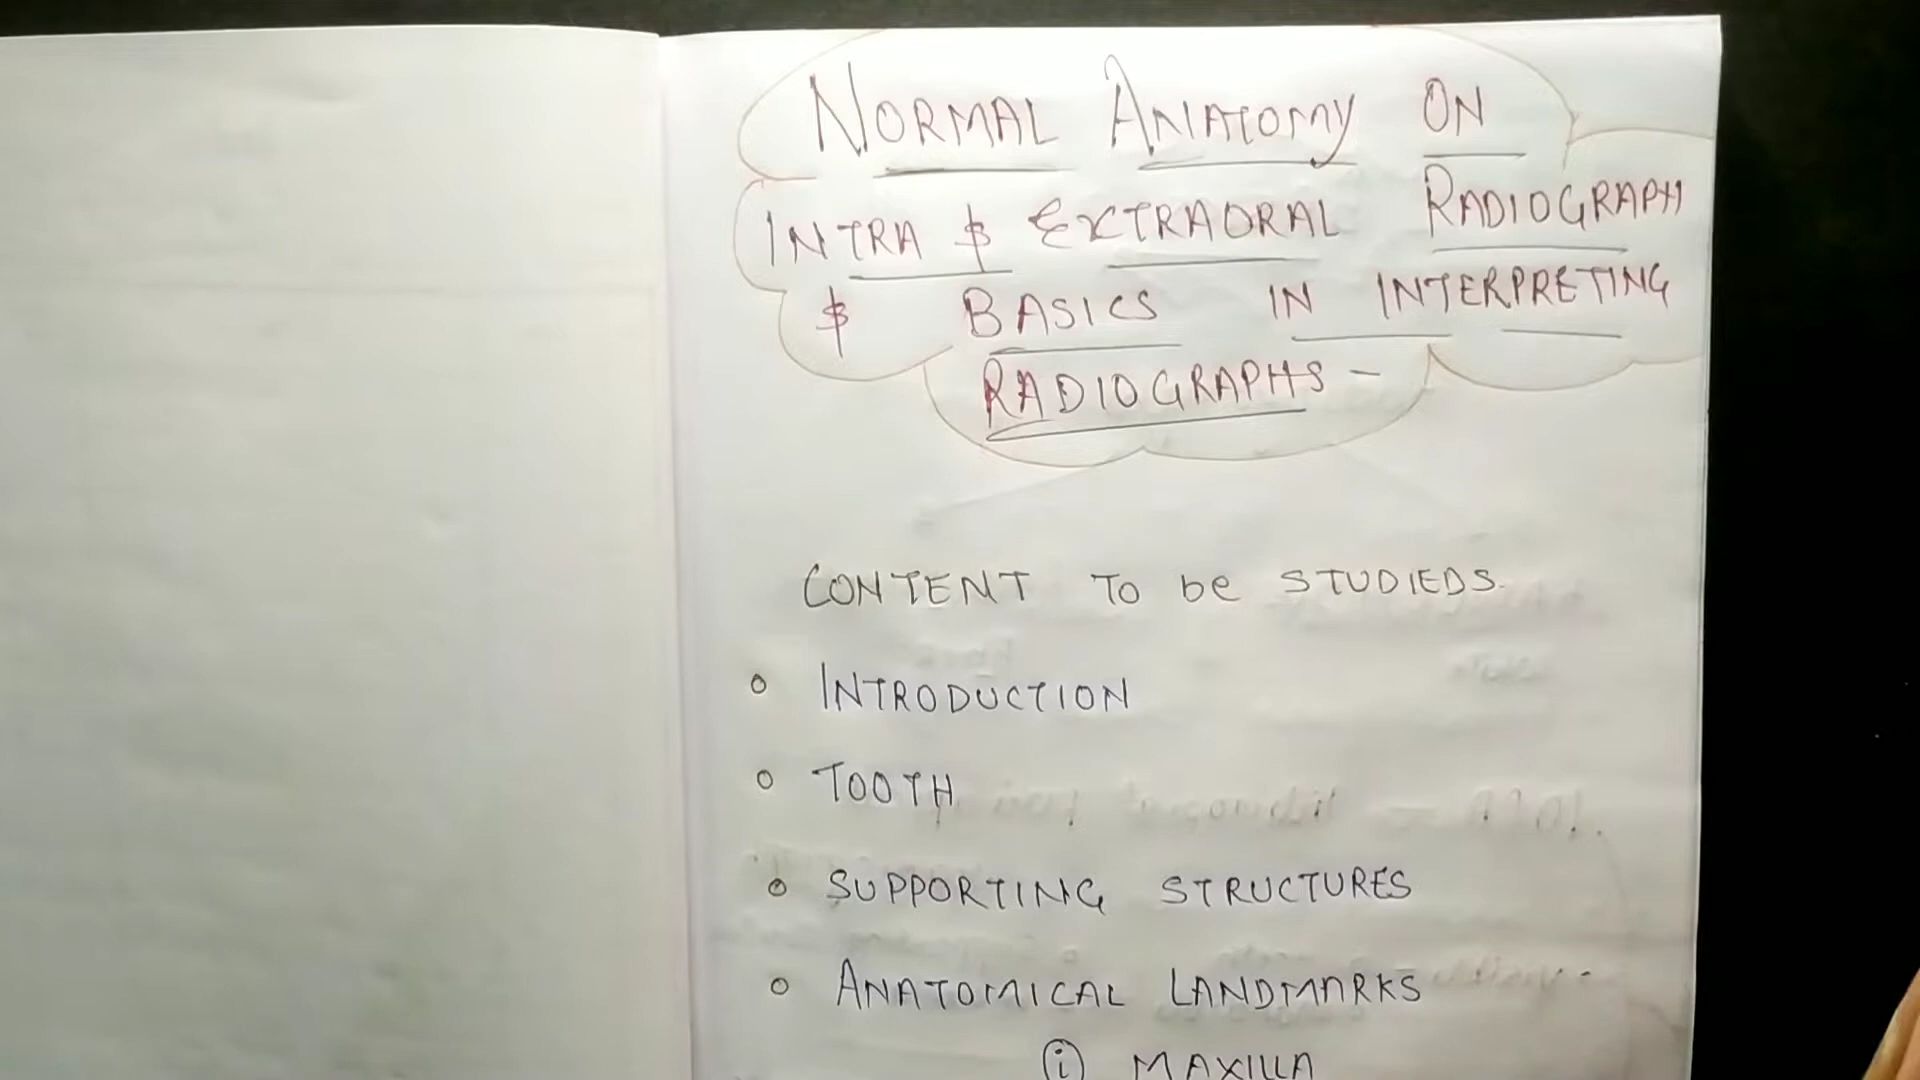 NORMAL ANATOMY ON
INTRA & EXTRAORAL RADIOGRAPH
& BASICS IN INTERPRETING
RADIOGRAPHS -
CONTENT TO be STUDIEDS.
o INTRODUCTION
o TOOTH
o SUPPORTING STRUCTURES
o ANATOMICAL LANDMARKS
(i) MAXILLA